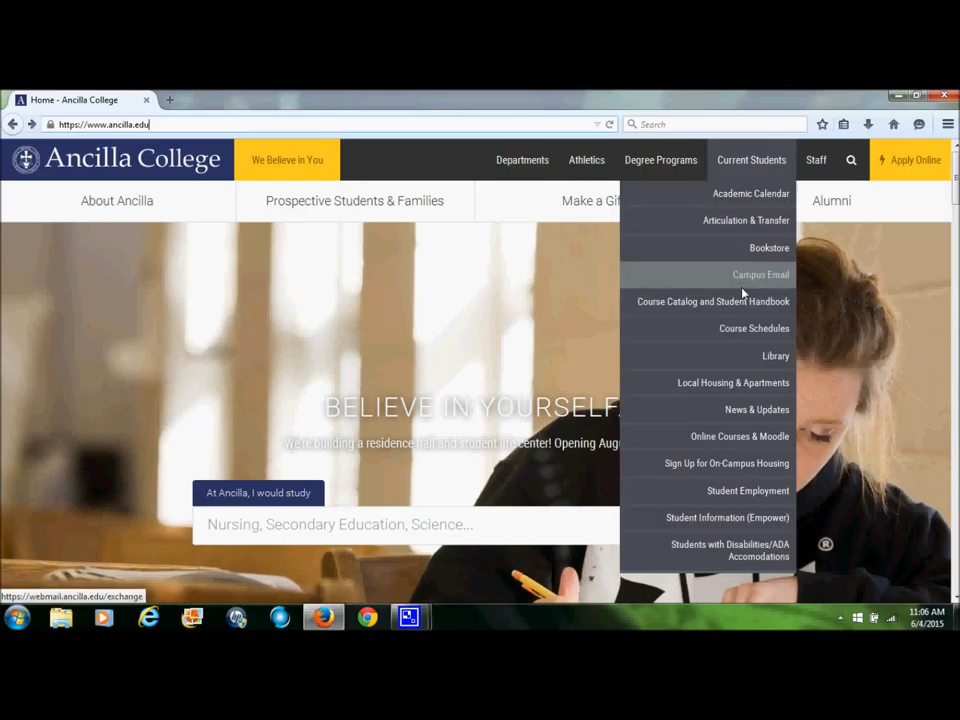 Home - Ancilla College
https://www.ancilla.edu
Search
Ancilla College
We Believe in You
Departments
Athletics
Degree Programs
Current Students
Staff
Apply Online
About Ancilla
Prospective Students & Families
Make a Gif
Alumni
Academic Calendar
Articulation & Transfer
Bookstore
Campus Email
Course Catalog and Student Handbook
Course Schedules
Library
Local Housing & Apartments
News & Updates
Online Courses & Moodle
Sign Up for On-Campus Housing
Student Employment
Student Information (Empower)
Students with Disabilities/ADA
Accomodations
BELIEVE IN YOURSELF.
We're building a residence hall and student life center! Opening Aug
At Ancilla, I would study
Nursing, Secondary Education, Science...
®
https://webmail.ancilla.edu/exchange
11:06 AM
6/4/2015